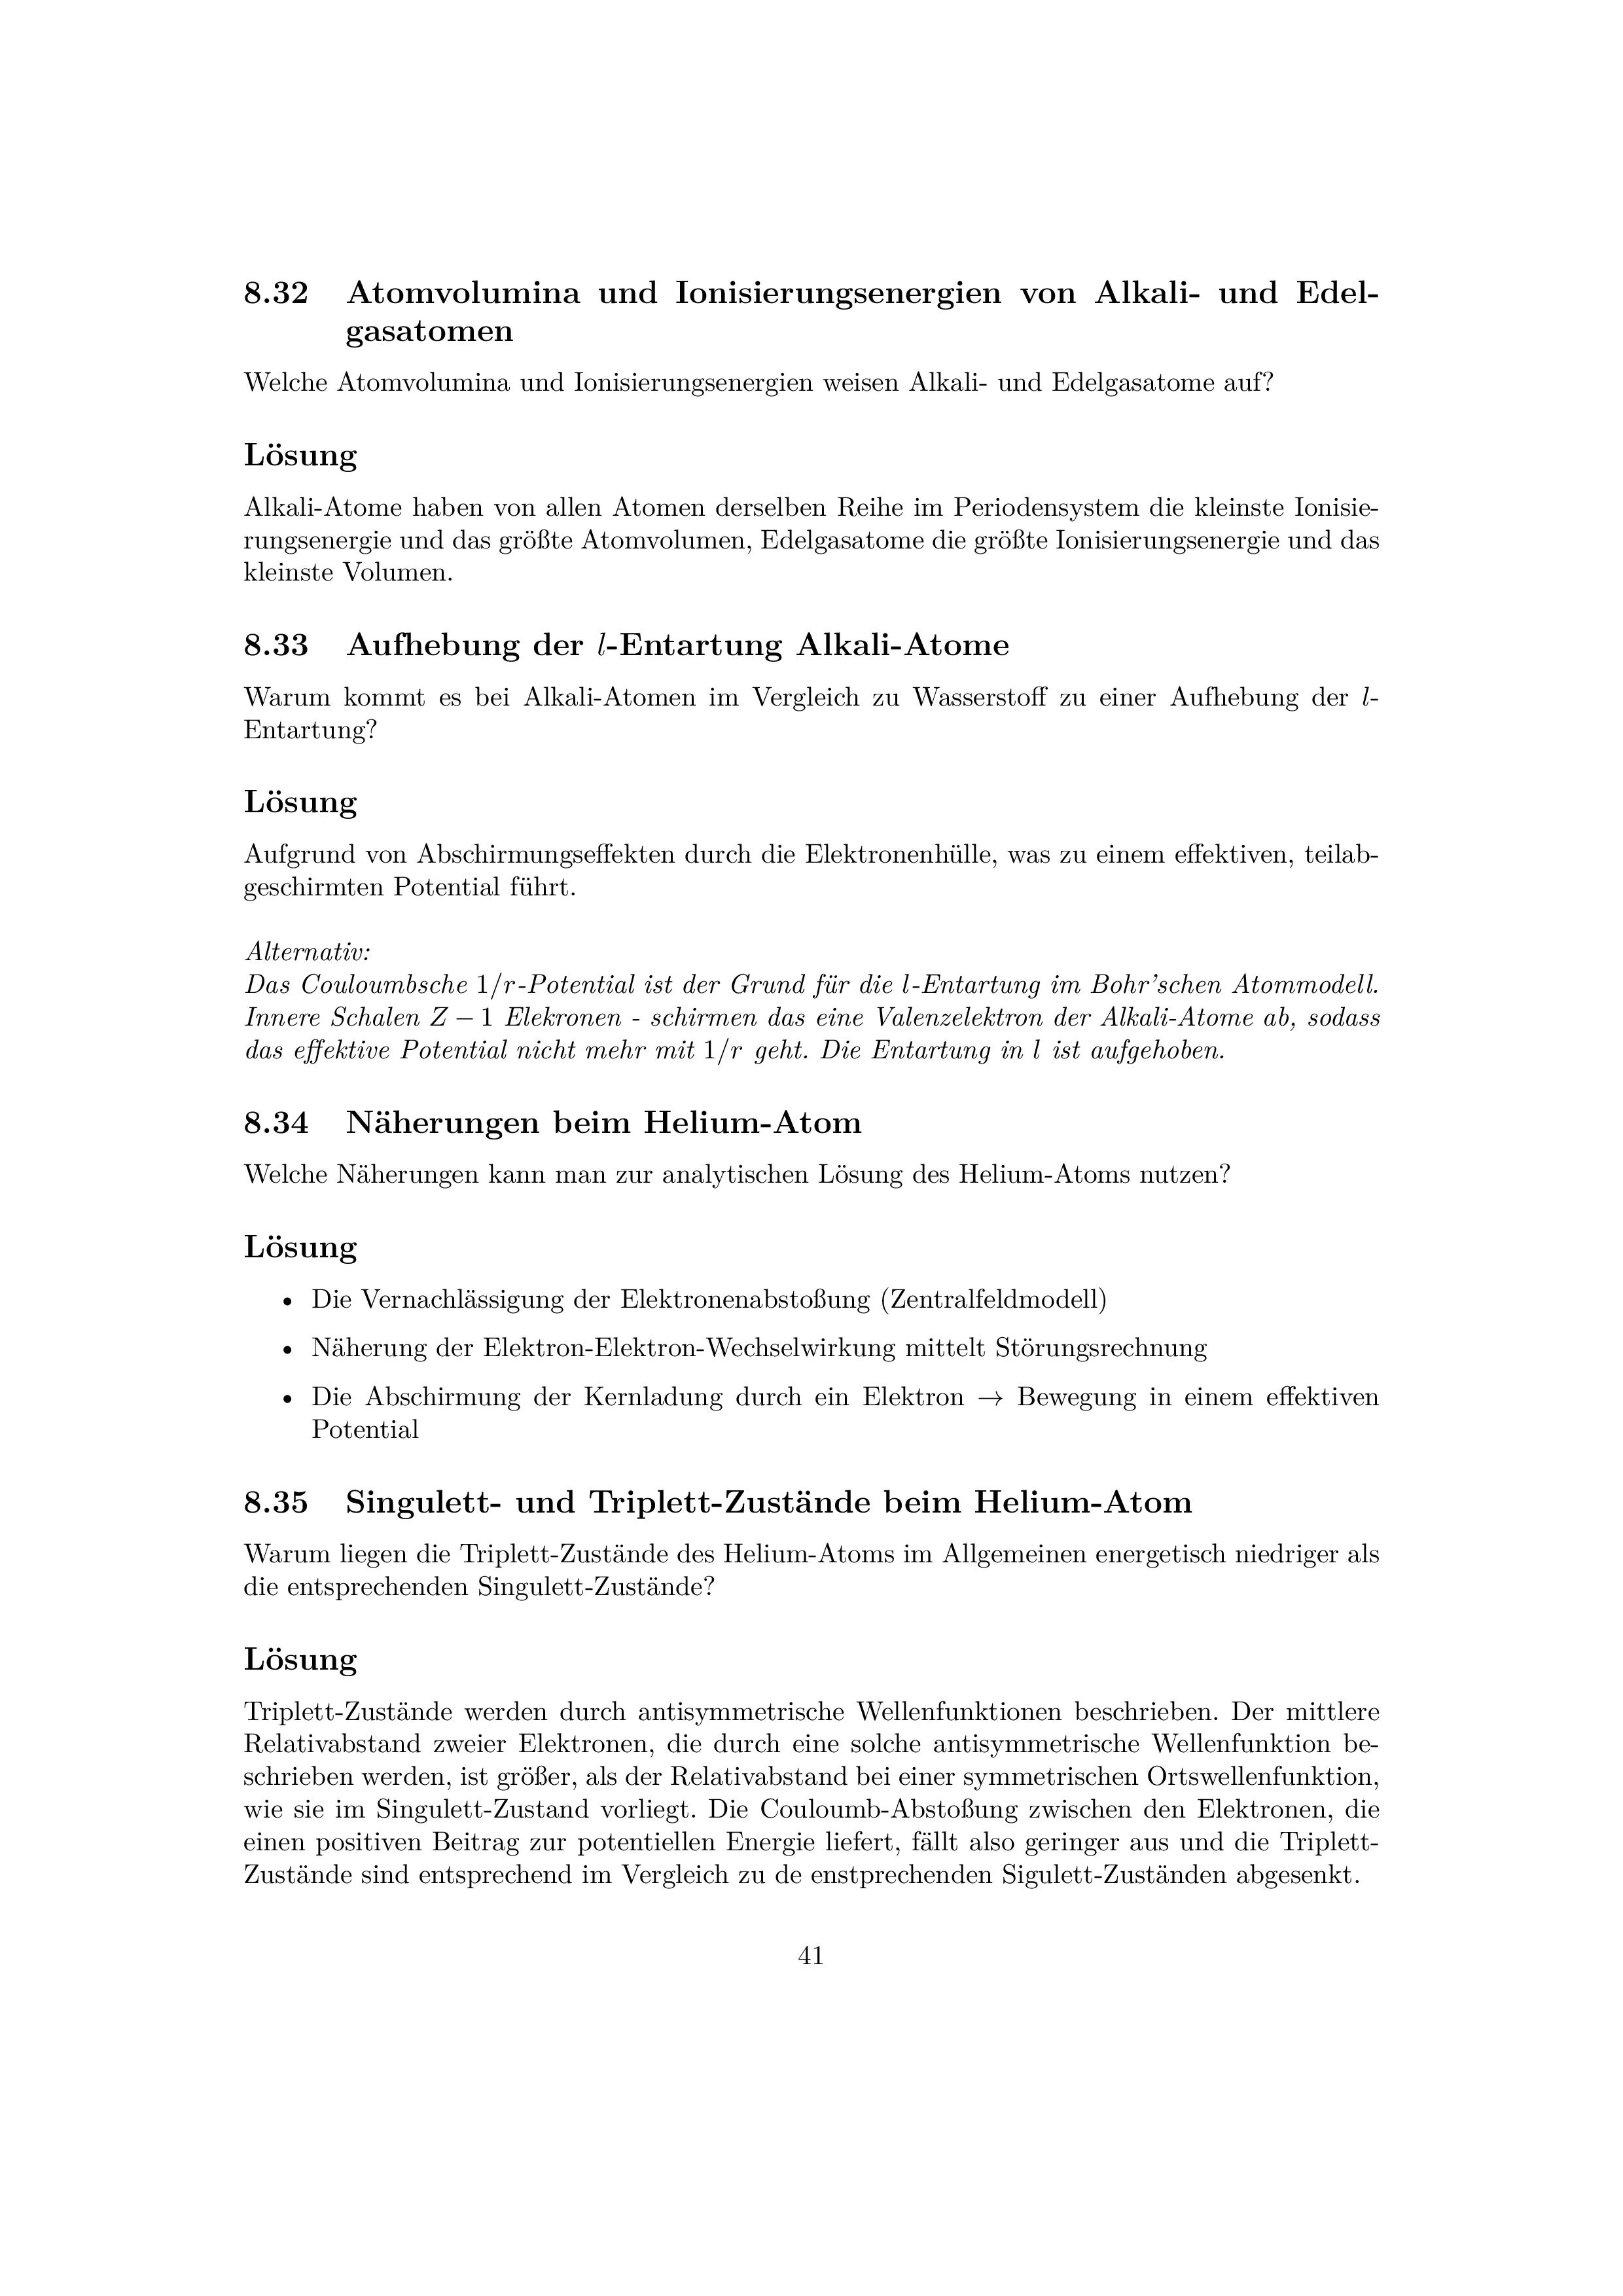 8.32 Atomvolumina und Ionisierungsenergien von Alkali- und Edel-
gasatomen
Welche Atomvolumina und Ionisierungsenergien weisen Alkali- und Edelgasatome auf?
Lösung
Alkali-Atome haben von allen Atomen derselben Reihe im Periodensystem die kleinste Ionisie-
rungsenergie und das größte Atomvolumen, Edelgasatome die größte Ionisierungsenergie und das
kleinste Volumen.
8.33 Aufhebung der l-Entartung Alkali-Atome
Warum kommt es bei Alkali-Atomen im Vergleich zu Wasserstoff zu einer Aufhebung der l-
Entartung?
Lösung
Aufgrund von Abschirmungseffekten durch die Elektronenhülle, was zu einem effektiven, teilab-
geschirmten Potential führt.
Alternativ:
Das Couloumbsche 1/r-Potential ist der Grund für die l-Entartung im Bohr'schen Atommodell.
Innere Schalen Z − 1 Elekronen - schirmen das eine Valenzelektron der Alkali-Atome ab, sodass
das effektive Potential nicht mehr mit 1/r geht. Die Entartung in l ist aufgehoben.
8.34 Näherungen beim Helium-Atom
Welche Näherungen kann man zur analytischen Lösung des Helium-Atoms nutzen?
Lösung
• Die Vernachlässigung der Elektronenabstoßung (Zentralfeldmodell)
• Näherung der Elektron-Elektron-Wechselwirkung mittelt Störungsrechnung
• Die Abschirmung der Kernladung durch ein Elektron → Bewegung in einem effektiven
Potential
8.35 Singulett- und Triplett-Zustände beim Helium-Atom
Warum liegen die Triplett-Zustände des Helium-Atoms im Allgemeinen energetisch niedriger als
die entsprechenden Singulett-Zustände?
Lösung
Triplett-Zustände werden durch antisymmetrische Wellenfunktionen beschrieben. Der mittlere
Relativabstand zweier Elektronen, die durch eine solche antisymmetrische Wellenfunktion be-
schrieben werden, ist größer, als der Relativabstand bei einer symmetrischen Ortswellenfunktion,
wie sie im Singulett-Zustand vorliegt. Die Couloumb-Abstoßung zwischen den Elektronen, die
einen positiven Beitrag zur potentiellen Energie liefert, fällt also geringer aus und die Triplett-
Zustände sind entsprechend im Vergleich zu de enstprechenden Sigulett-Zuständen abgesenkt.
41